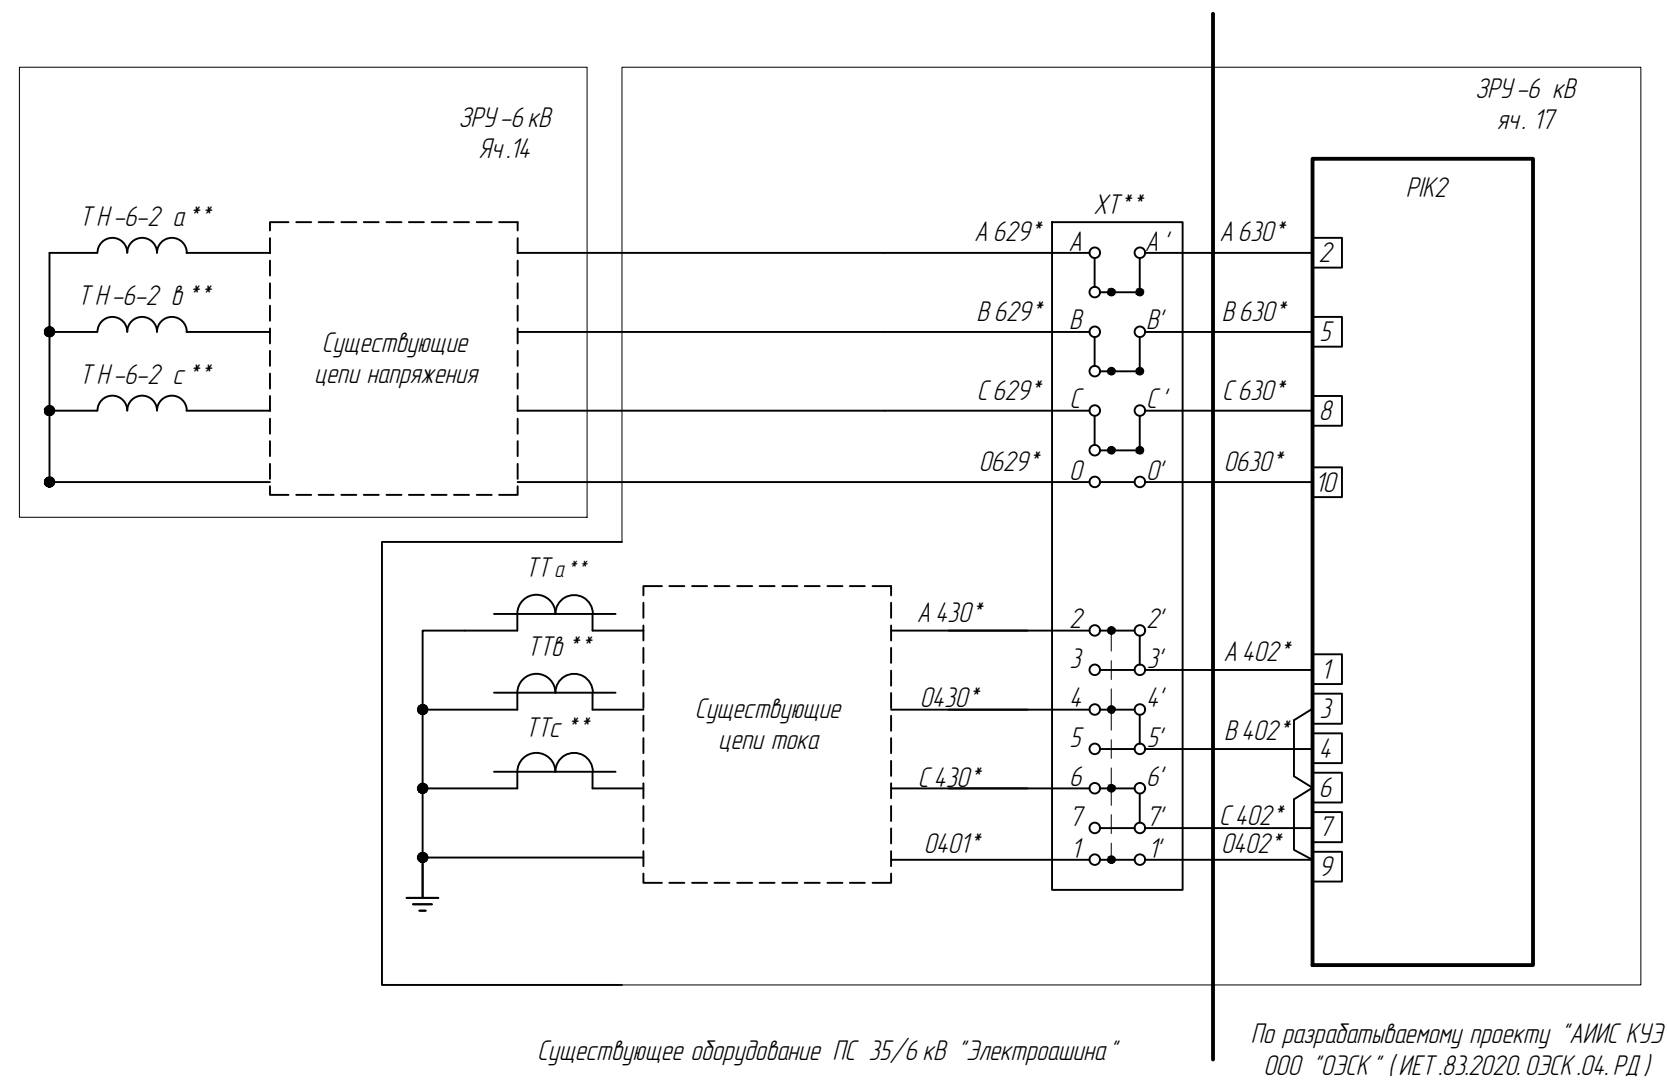 ЗРУ-6 кВ
Яч.14
ЗРУ-6 кВ
яч. 17
PIK2
ТН-6-2 а**
ТН-6-2 в**
ТН-6-2 с**
Существующие
цепи напряжения
XT**
А 629*
А
А'
А 630*
2
В 629*
В
В'
В 630*
5
С 629*
С
С'
С 630*
8
0629*
0
0'
0630*
10
ТТа**
ТТв**
ТТс**
Существующие
цепи тока
А 430*
2
2'
3
3'
А 402*
1
3
0430*
4
4'
5
5'
В 402*
4
С 430*
6
6'
6
7
7'
С 402*
7
0401*
1
1'
0402*
9
Существующее оборудование ПС 35/6 кВ "Электроашина"
По разрабатываемому проекту "АИИС КУЭ
ООО "ОЭСК" (ИЕТ.83.2020.ОЭСК.04.РД)